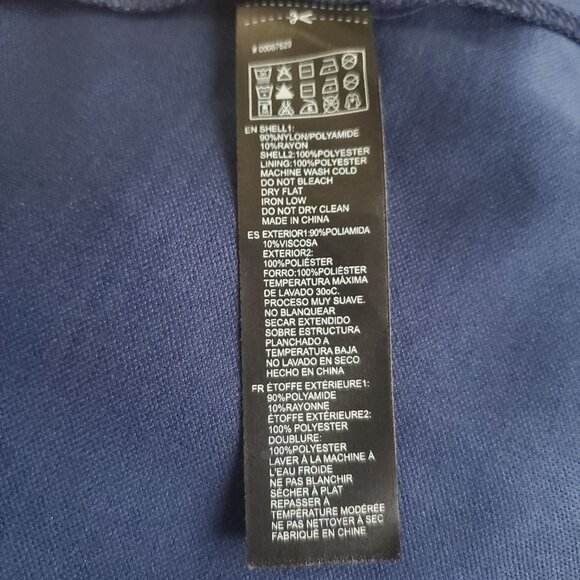 # 00087629
EN SHELL1:
90%NYLON/POLYAMIDE
10%RAYON
SHELL2:100%POLYESTER
LINING:100%POLYESTER
MACHINE WASH COLD
DO NOT BLEACH
DRY FLAT
IRON LOW
DO NOT DRY CLEAN
MADE IN CHINA
ES EXTERIOR1:90%POLIAMIDA
10%VISCOSA
EXTERIOR2:
100%POLIÉSTER
FORRO:100%POLIÉSTER
TEMPERATURA MÀXIMA
DE LAVADO 30oC.
PROCESO MUY SUAVE.
NO BLANQUEAR
SECAR EXTENDIDO
SOBRE ESTRUCTURA
PLANCHADO A
TEMPERATURA BAJA
NO LAVADO EN SECO
HECHO EN CHINA
FR ÉTOFFE EXTÉRIEURE1:
90%POLYAMIDE
10%RAYONNE
ÉTOFFE EXTÉRIEURE2:
100% POLYESTER
DOUBLURE:
100%POLYESTER
LAVER À LA MACHINE À
L'EAU FROIDE
NE PAS BLANCHIR
SÉCHER À PLAT
REPASSER À
TEMPÉRATURE MODÉRÉE
NE PAS NETTOYER À SEC
FABRIQUÉ EN CHINE